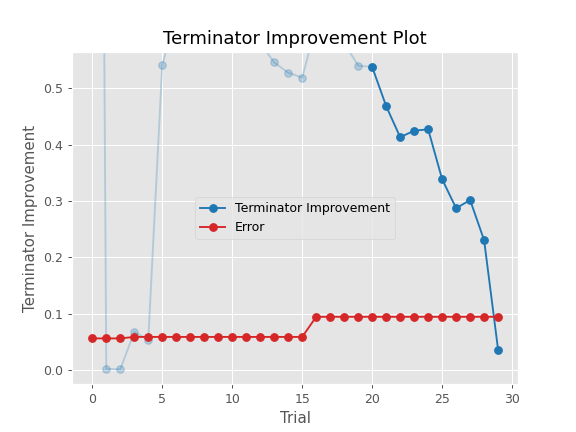 Terminator Improvement Plot
Terminator Improvement
0.5
0.4
0.3
0.2
0.1
0.0
Terminator Improvement
Error
0 5 10 15 20 25 30
Trial